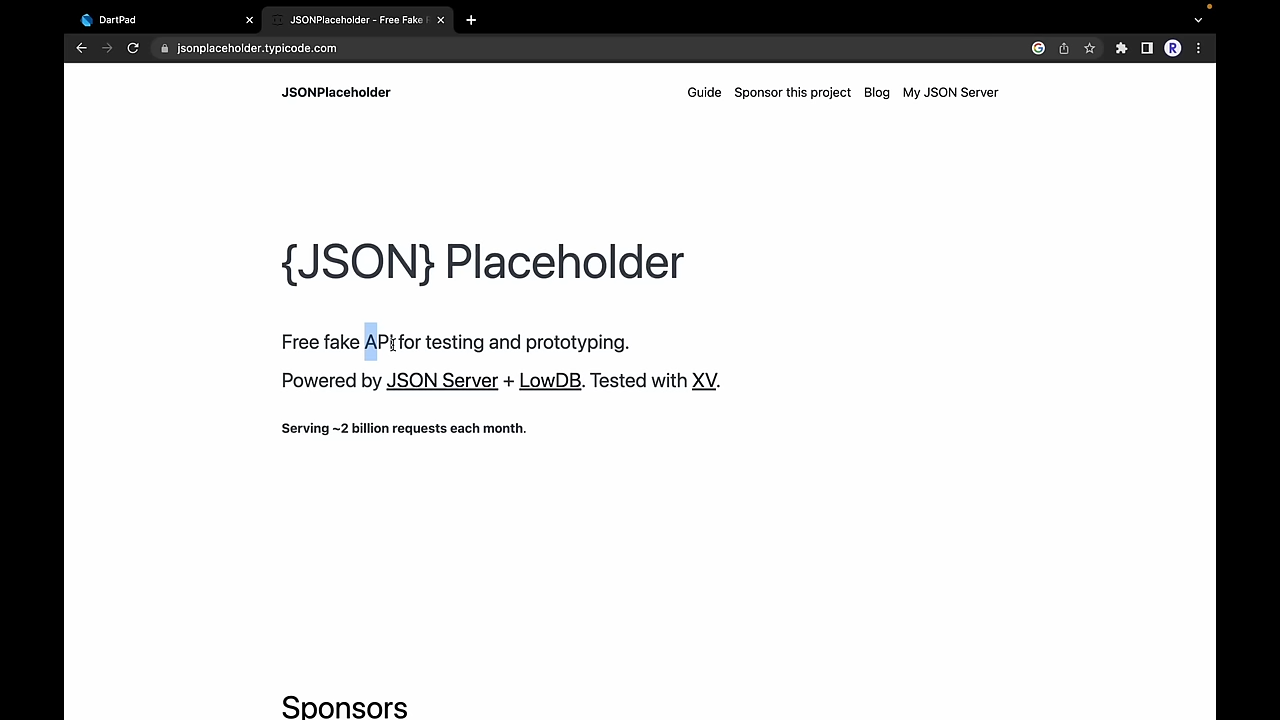 DartPad
JSONPlaceholder - Free Fake
jsonplaceholder.typicode.com
R
JSONPlaceholder
Guide Sponsor this project Blog My JSON Server
{JSON} Placeholder
Free fake API for testing and prototyping.
Powered by JSON Server + LowDB. Tested with XV.
Serving ~2 billion requests each month.
Sponsors